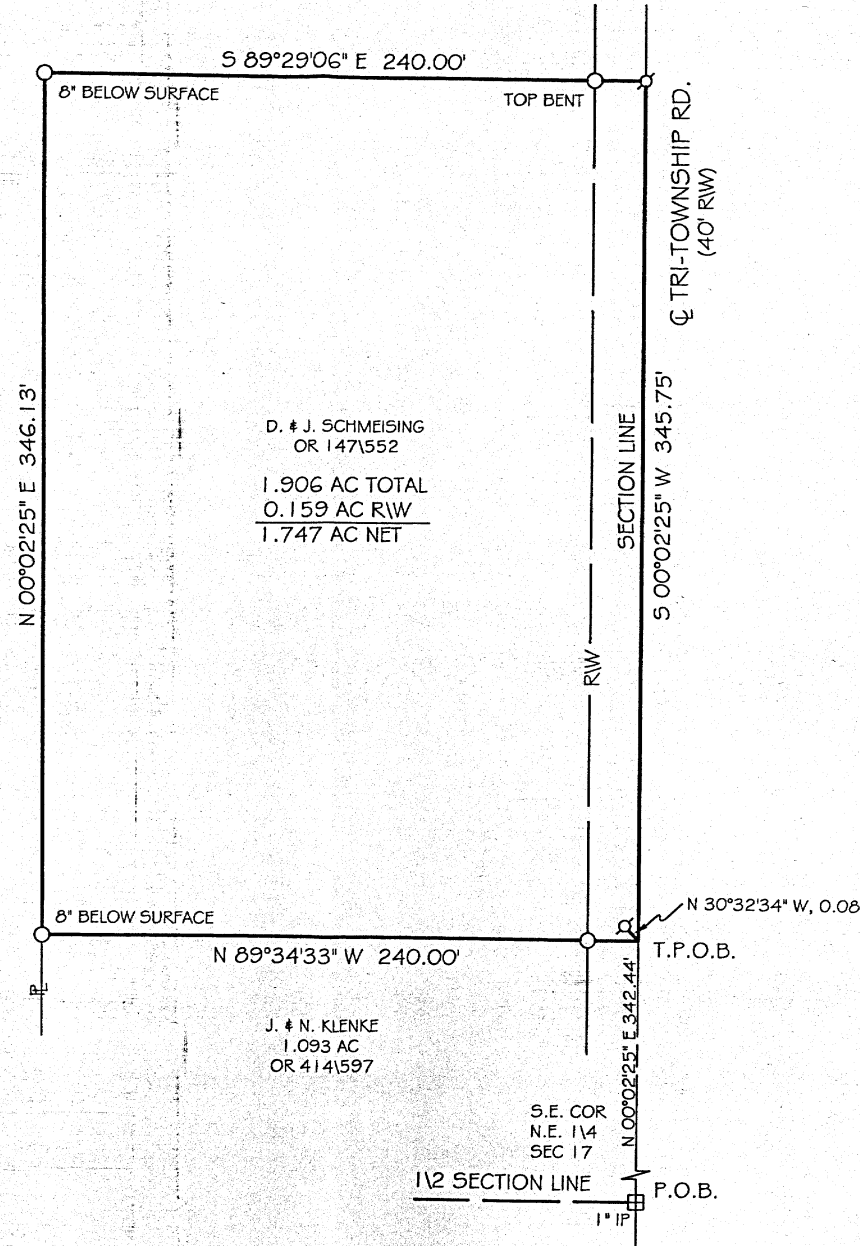 S 89°29'06" E 240.00'
8" BELOW SURFACE
TOP BENT
℄ TRI-TOWNSHIP RD.
(40' R\W)
N 00°02'25" E 346.13'
D. & J. SCHMEISING
OR 147\552
1.906 AC TOTAL
0.159 AC R\W
1.747 AC NET
SECTION LINE
S 00°02'25" W 345.75'
R\W
8" BELOW SURFACE
N 30°32'34" W, 0.08
N 89°34'33" W 240.00'
T.P.O.B.
PL
J. & N. KLENKE
1.093 AC
OR 414\597
N 00°02'25" E 342.44'
S.E. COR
N.E. 1\4
SEC 17
1\2 SECTION LINE
P.O.B.
1" IP